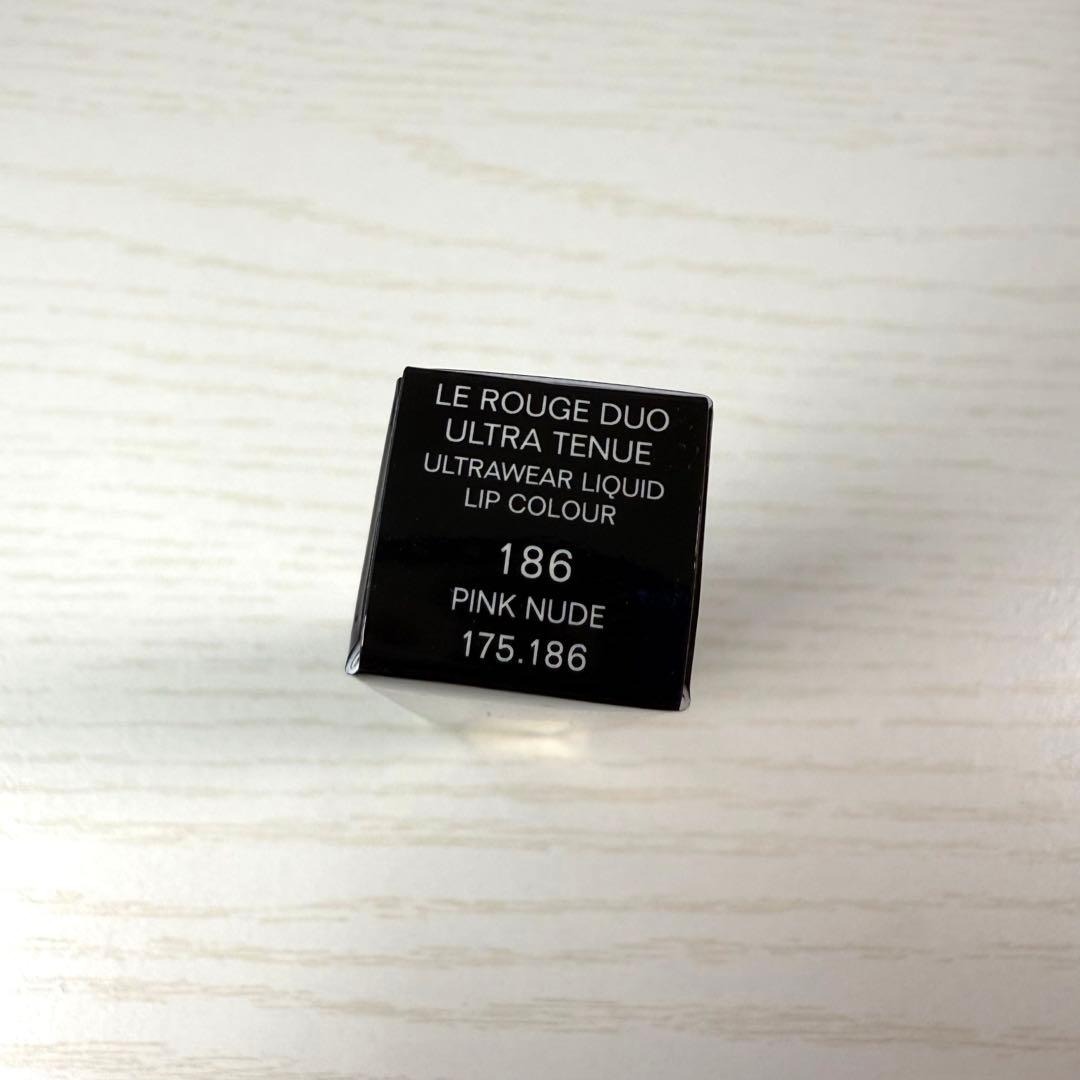 LE ROUGE DUO
ULTRA TENUE
ULTRAWEAR LIQUID
LIP COLOUR
186
PINK NUDE
175.186